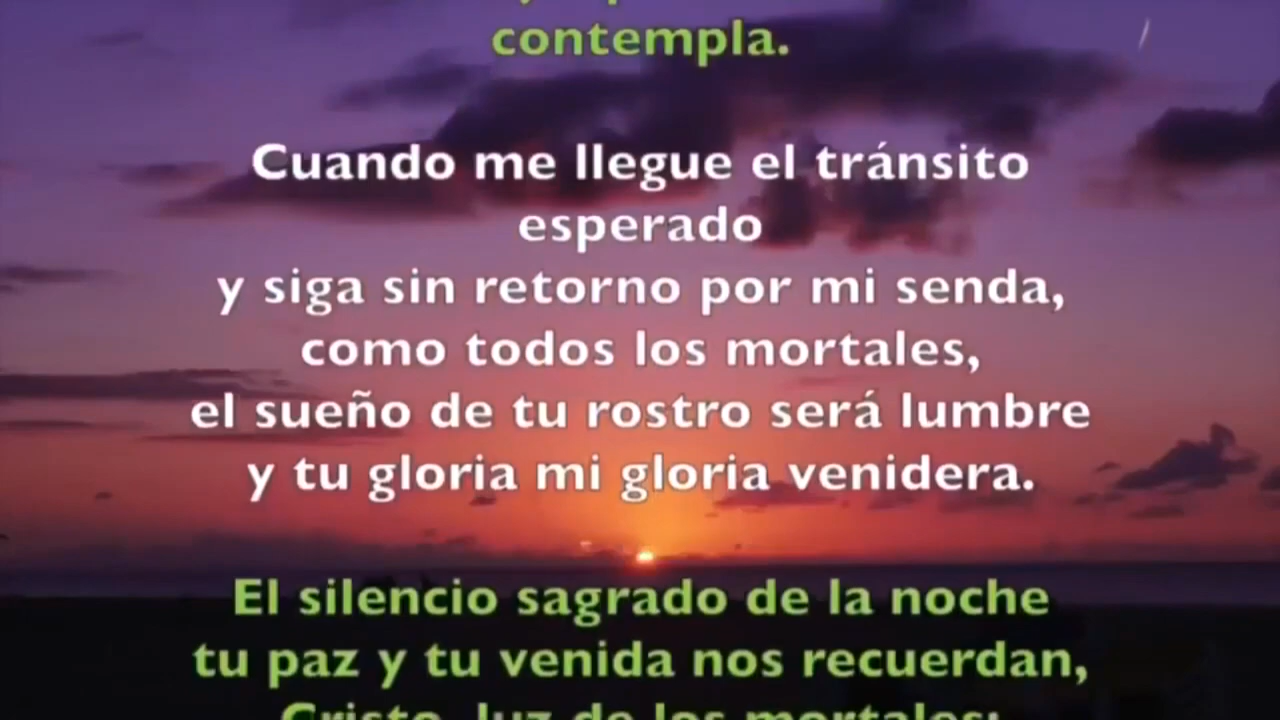 contempla.
Cuando me llegue el tránsito
esperado
y siga sin retorno por mi senda,
como todos los mortales,
el sueño de tu rostro será lumbre
y tu gloria mi gloria venidera.
El silencio sagrado de la noche
tu paz y tu venida nos recuerdan,
Cristo, luz de los mortales;